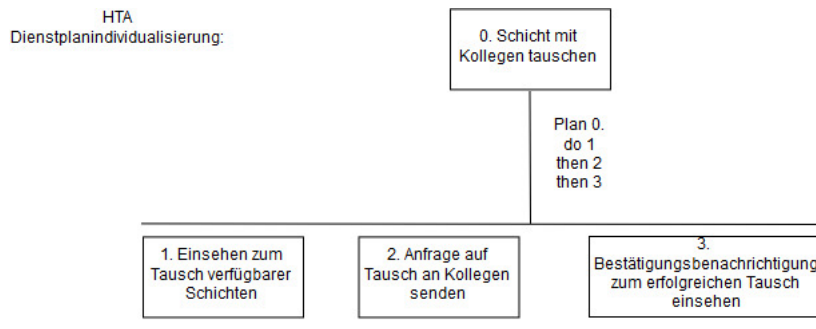 HTA
Dienstplanindividualisierung:
0. Schicht mit
Kollegen tauschen
Plan 0.
do 1
then 2
then 3
1. Einsehen zum
Tausch verfügbarer
Schichten
2. Anfrage auf
Tausch an Kollegen
senden
3.
Bestätigungsbenachrichtigung
zum erfolgreichen Tausch
einsehen